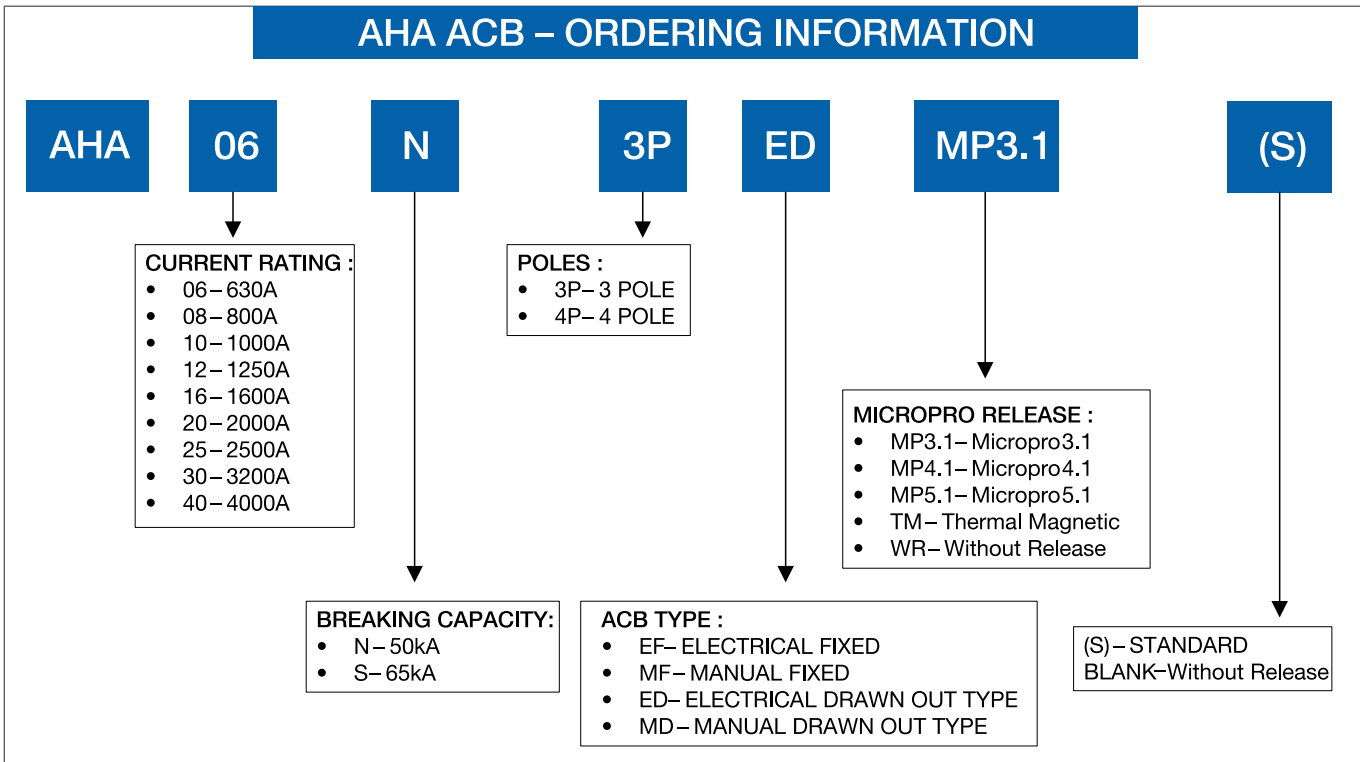 AHA ACB – ORDERING INFORMATION
AHA 06 N 3P ED MP3.1 (S)
CURRENT RATING :
• 06–630A
• 08–800A
• 10–1000A
• 12–1250A
• 16–1600A
• 20–2000A
• 25–2500A
• 30–3200A
• 40–4000A
POLES :
• 3P–3 POLE
• 4P–4 POLE
MICROPRO RELEASE :
• MP3.1–Micropro3.1
• MP4.1–Micropro4.1
• MP5.1–Micropro5.1
• TM–Thermal Magnetic
• WR–Without Release
BREAKING CAPACITY:
• N–50kA
• S–65kA
ACB TYPE :
• EF–ELECTRICAL FIXED
• MF–MANUAL FIXED
• ED–ELECTRICAL DRAWN OUT TYPE
• MD–MANUAL DRAWN OUT TYPE
(S)–STANDARD
BLANK–Without Release